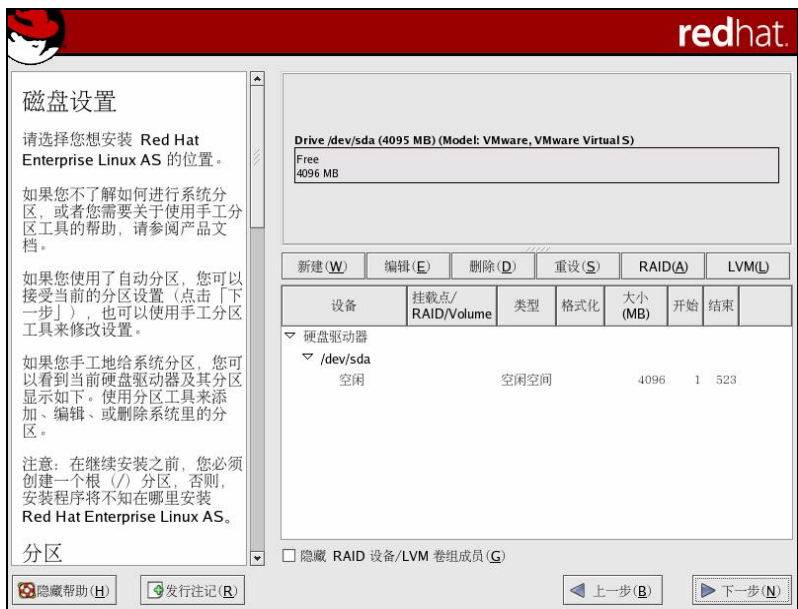 redhat.
磁盘设置
请选择您想安装 Red Hat
Enterprise Linux AS 的位置。
如果您不了解如何进行系统分
区，或者您需要关于使用手工分
区工具的帮助，请参阅产品文
档。
如果您使用了自动分区，您可以
接受当前的分区设置（点击「下
一步」），也可以使用手工分区
工具来修改设置。
如果您手工地给系统分区，您可
以看到当前硬盘驱动器及其分区
显示如下。使用分区工具来添
加、编辑、或删除系统里的分
区。
注意：在继续安装之前，您必须
创建一个根（/）分区，否则，
安装程序将不知在哪里安装
Red Hat Enterprise Linux AS。
分区
Drive /dev/sda (4095 MB) (Model: VMware, VMware Virtual S)
Free
4096 MB
新建(W) 编辑(E) 删除(D) 重设(S) RAID(A) LVM(L)
设备 挂载点/ RAID/Volume 类型 格式化 大小 (MB) 开始 结束
硬盘驱动器
/dev/sda
空闲 空闲空间 4096 1 523
隐藏 RAID 设备/LVM 卷组成员(G)
隐藏帮助(H) 发行注记(R) 上一步(B) 下一步(N)